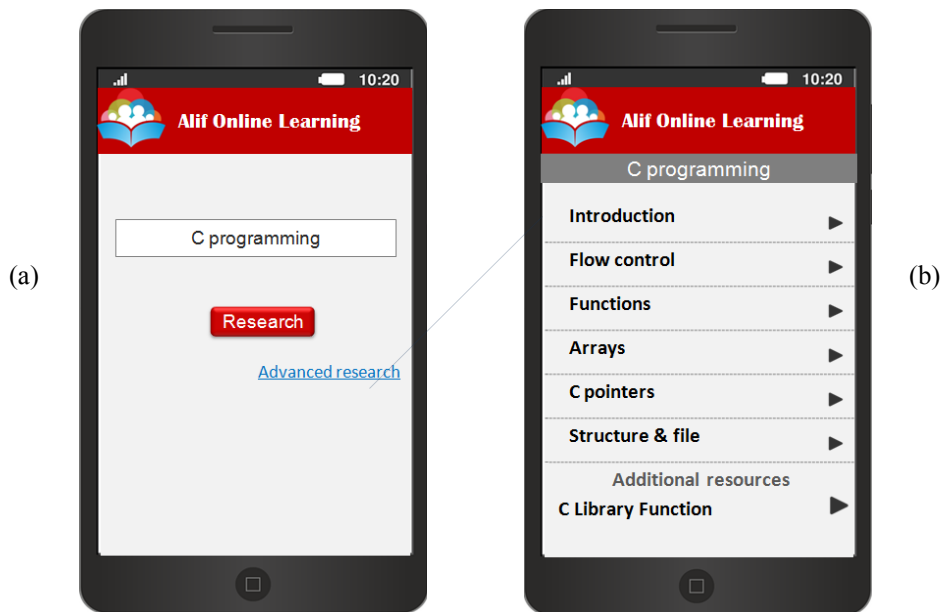 10:20
Alif Online Learning
C programming
Research
Advanced research
(a)
10:20
Alif Online Learning
C programming
Introduction
Flow control
Functions
Arrays
C pointers
Structure & file
Additional resources
C Library Function
(b)